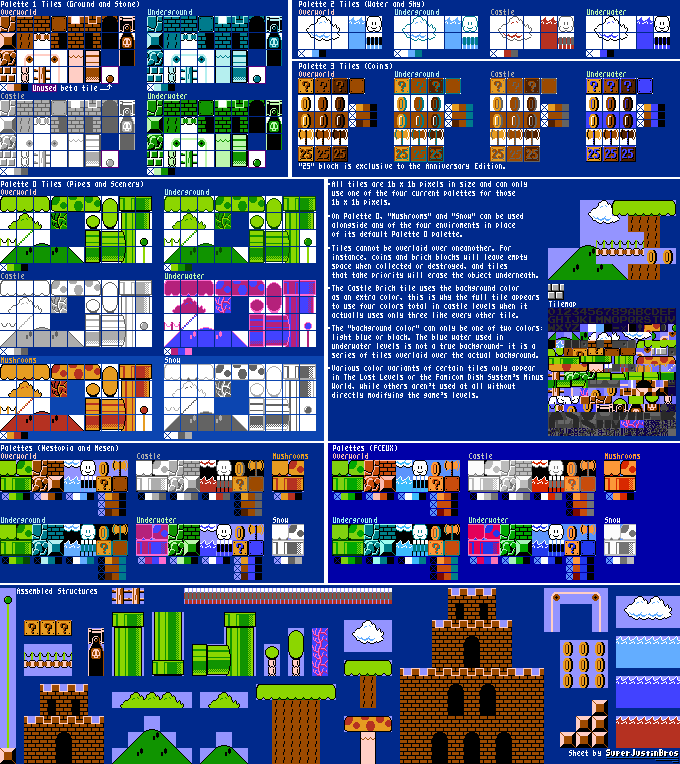 Palette 1 Tiles (Ground and Stone)
Overworld
Underground
Unused beta tile
Castle
Underwater
Palette 2 Tiles (Water and Sky)
Overworld
Underground
Castle
Underwater
Palette 3 Tiles (Coins)
Overworld
Underground
Castle
Underwater
"25" block is exclusive to the Anniversary Edition.
Palette 0 Tiles (Pipes and Scenery)
Overworld
Underground
Castle
Underwater
Mushrooms
Snow
•All tiles are 16 x 16 pixels in size and can only
use one of the four current palettes for those
16 x 16 pixels.
•On Palette 0, "Mushrooms" and "Snow" can be used
alongside any of the four enviroments in place
of its default Palette 0 palette.
•Tiles cannot be overlaid over oneanother. For
instance, coins and brick blocks will leave empty
space when collected or destroyed, and tiles
that take priority will erase the object underneath.
•The Castle Brick tile uses the background color
as an extra color, this is why the full tile appears
to use four colors total in castle levels when it
actually uses only three like every other tile.
•The "background color" can only be one of two colors:
light blue or black. The blue water used in
underwater levels is not a true background- it is a
series of tiles overlaid over the actual background.
•Various color variants of certain tiles only appear
in The Lost Levels or the Famicom Disk System's Minus
World, while others aren't used at all without
directly modifying the game's levels.
Tilemap
Palettes (Nestopia and Mesen)
Overworld
Castle
Mushrooms
Underground
Underwater
Snow
Palettes (FCEUX)
Overworld
Castle
Mushrooms
Underground
Underwater
Snow
Assembled Structures
Sheet by SuperJustinBros